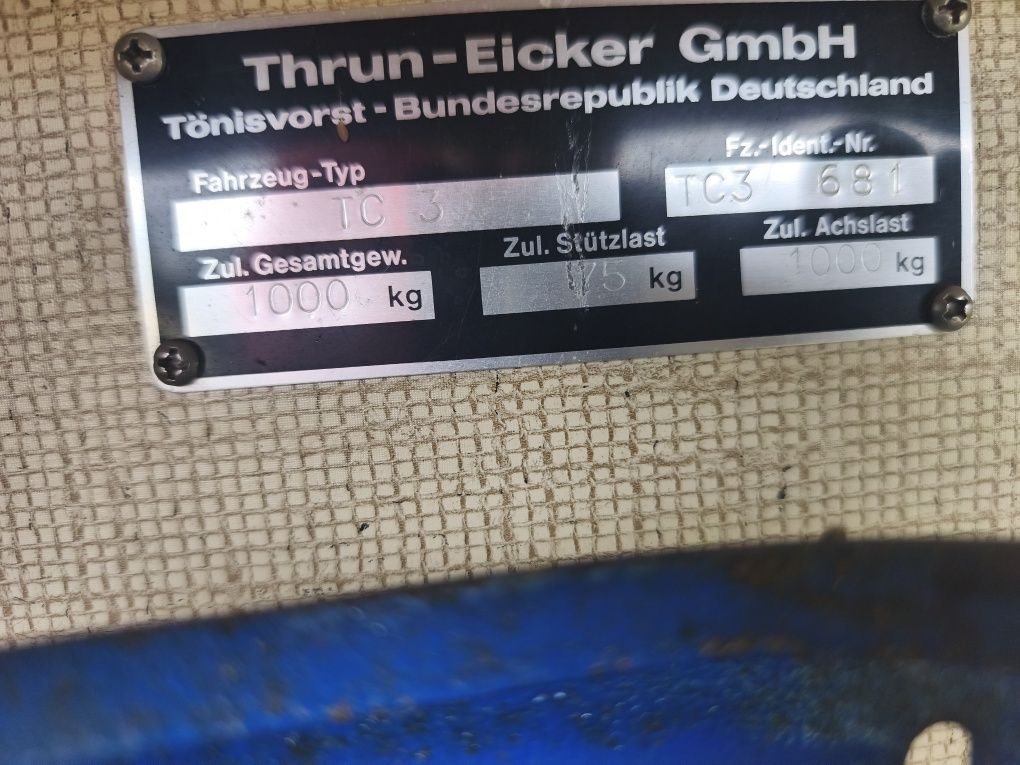 Thrun-Eicker GmbH
Tönisvorst - Bundesrepublik Deutschland
Fahrzeug-Typ
TC 3
Fz.-Ident.-Nr.
TC3 681
Zul. Gesamtgew.
1000 kg
Zul. Stützlast
75 kg
Zul. Achslast
1000 kg